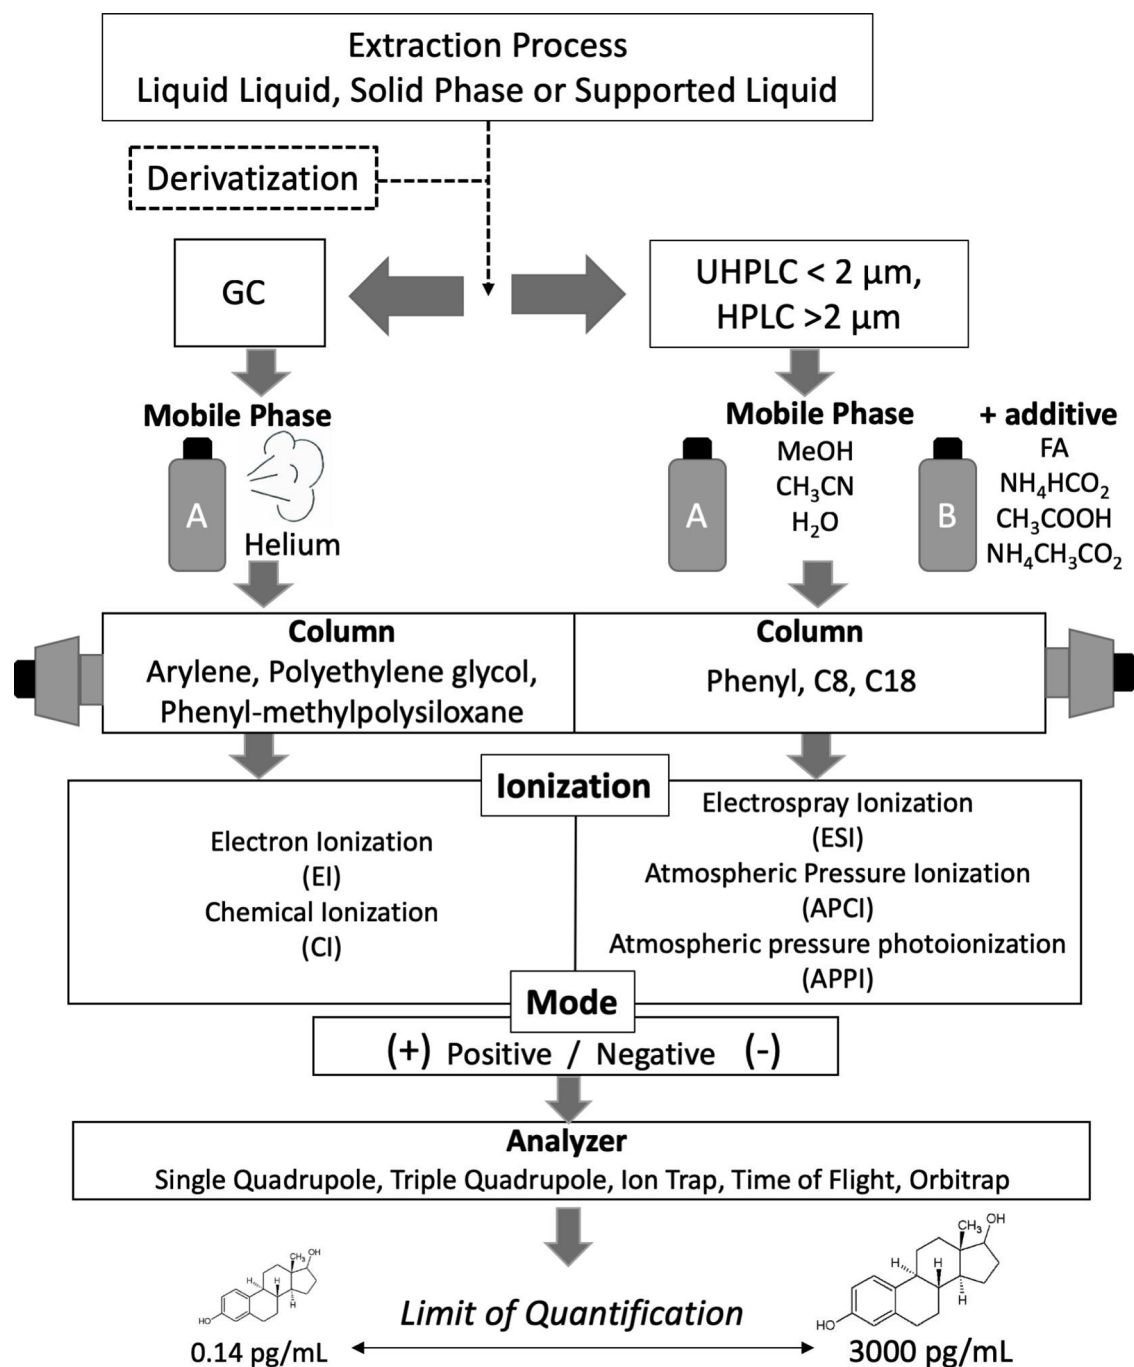 Extraction Process
Liquid Liquid, Solid Phase or Supported Liquid
Derivatization
GC
UHPLC < 2 µm,
HPLC >2 µm
Mobile Phase
A
Helium
Mobile Phase
A
MeOH
CH₃CN
H₂O
+ additive
B
FA
NH₄HCO₂
CH₃COOH
NH₄CH₃CO₂
Column
Arylene, Polyethylene glycol,
Phenyl-methylpolysiloxane
Column
Phenyl, C8, C18
Ionization
Electron Ionization
(EI)
Chemical Ionization
(CI)
Electrospray Ionization
(ESI)
Atmospheric Pressure Ionization
(APCI)
Atmospheric pressure photoionization
(APPI)
Mode
(+) Positive / Negative (-)
Analyzer
Single Quadrupole, Triple Quadrupole, Ion Trap, Time of Flight, Orbitrap
CH₃
OH
H
H
H
HO
0.14 pg/mL
Limit of Quantification
CH₃
OH
H
H
H
HO
3000 pg/mL